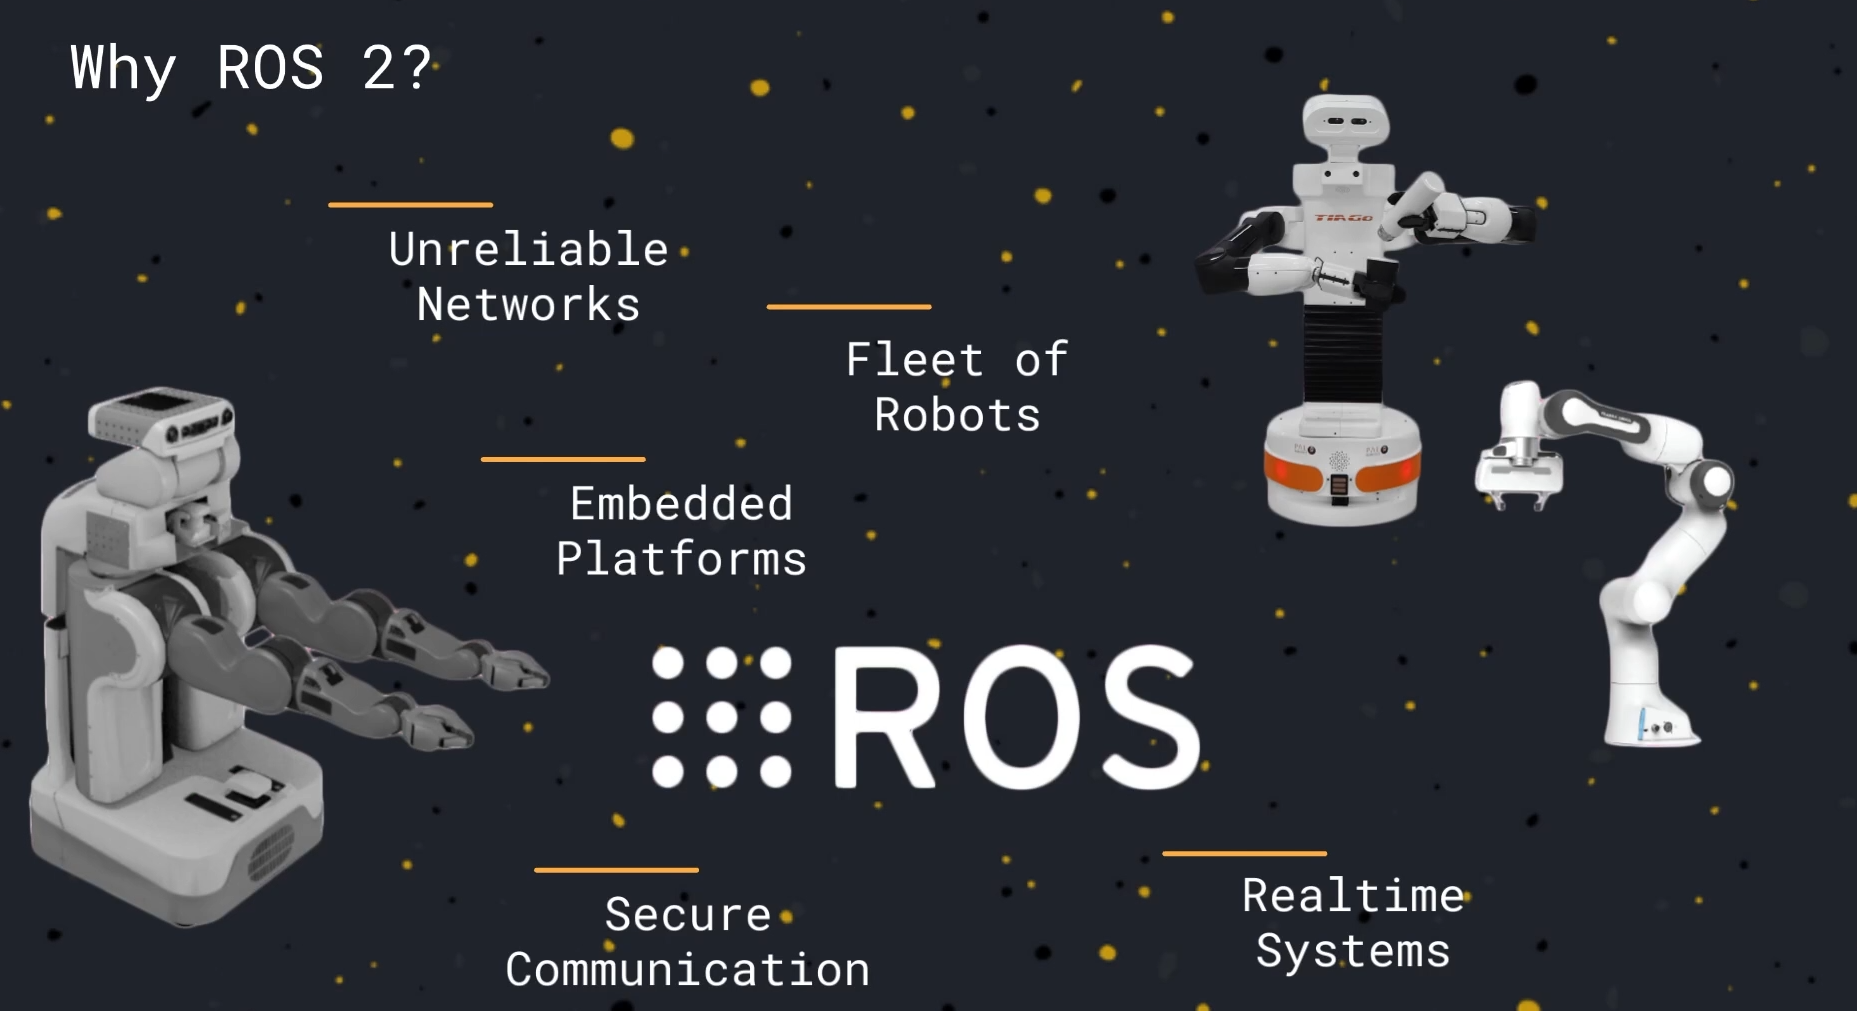 Why ROS 2?
Unreliable
Networks
Fleet of
Robots
Embedded
Platforms
TIAGo
ROS
Secure
Communication
Realtime
Systems